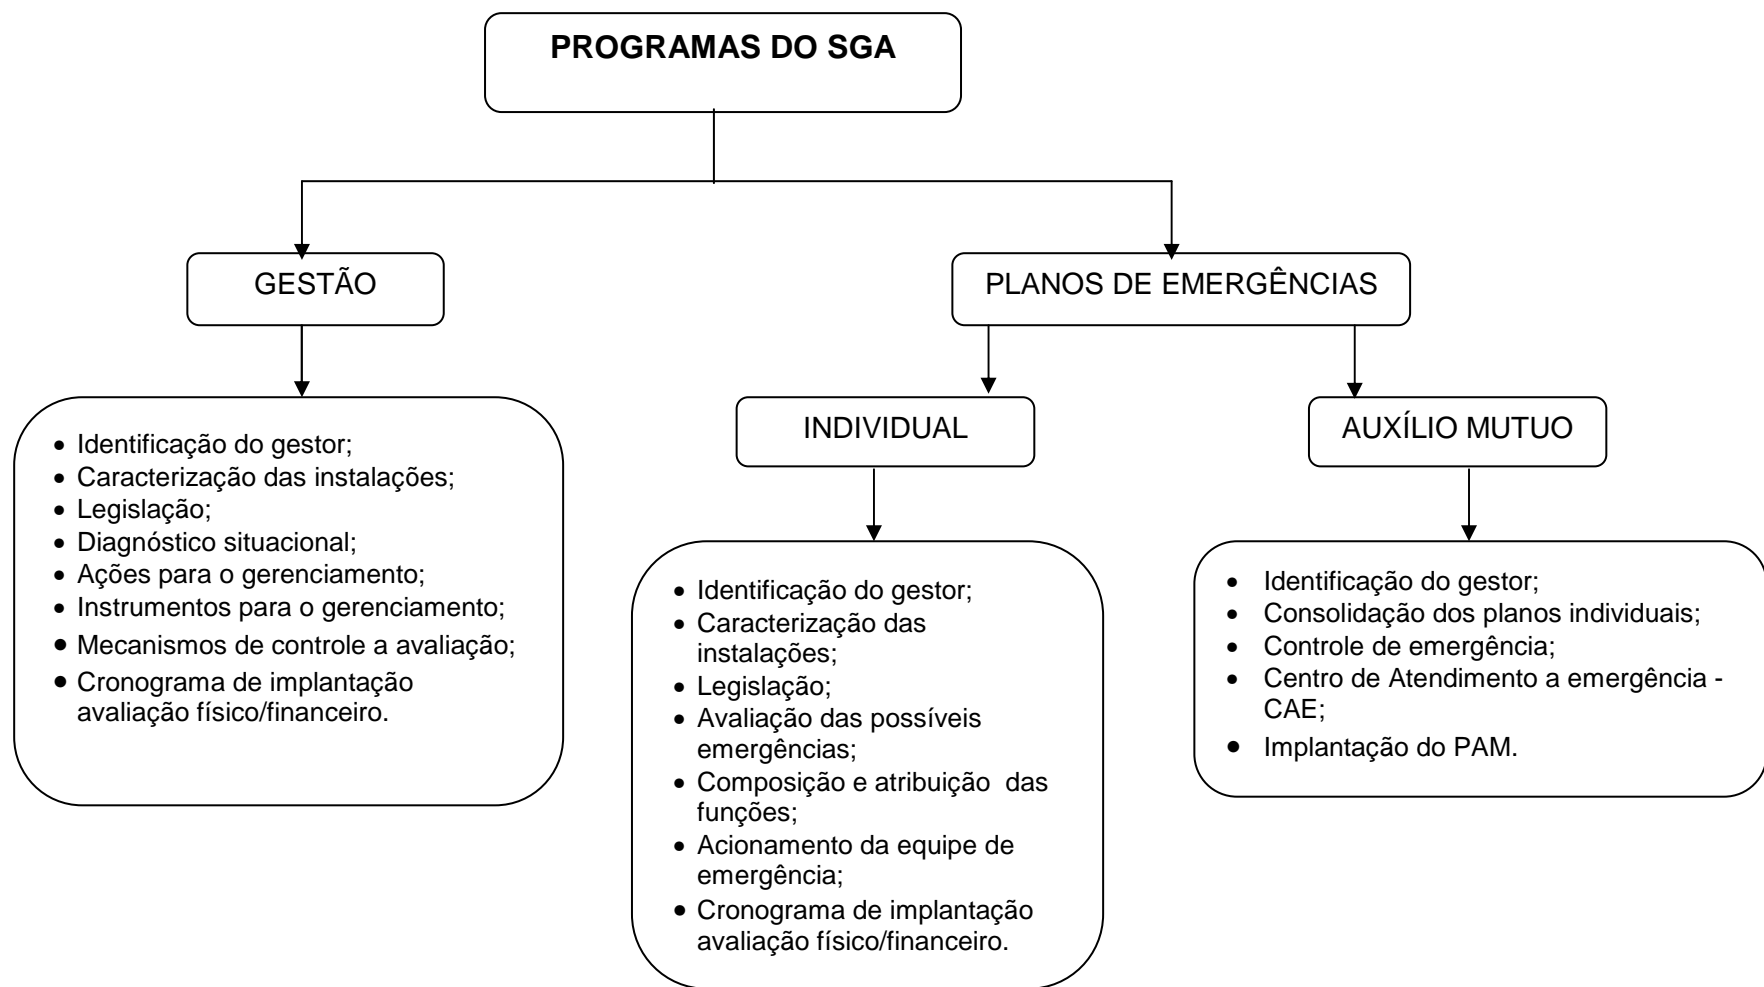 PROGRAMAS DO SGA
GESTÃO
PLANOS DE EMERGÊNCIAS
INDIVIDUAL
AUXÍLIO MUTUO
• Identificação do gestor;
• Caracterização das instalações;
• Legislação;
• Diagnóstico situacional;
• Ações para o gerenciamento;
• Instrumentos para o gerenciamento;
• Mecanismos de controle a avaliação;
• Cronograma de implantação
avaliação físico/financeiro.
• Identificação do gestor;
• Caracterização das
instalações;
• Legislação;
• Avaliação das possíveis
emergências;
• Composição e atribuição das
funções;
• Acionamento da equipe de
emergência;
• Cronograma de implantação
avaliação físico/financeiro.
• Identificação do gestor;
• Consolidação dos planos individuais;
• Controle de emergência;
• Centro de Atendimento a emergência -
CAE;
• Implantação do PAM.